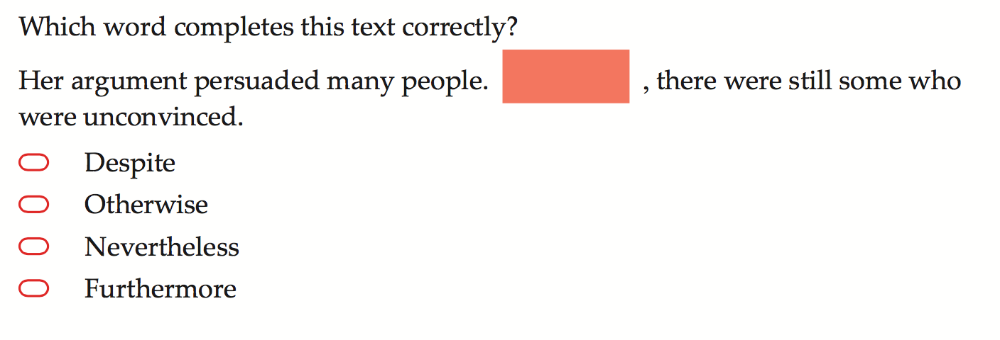 Which word completes this text correctly?
Her argument persuaded many people. , there were still some who
were unconvinced.
Despite
Otherwise
Nevertheless
Furthermore